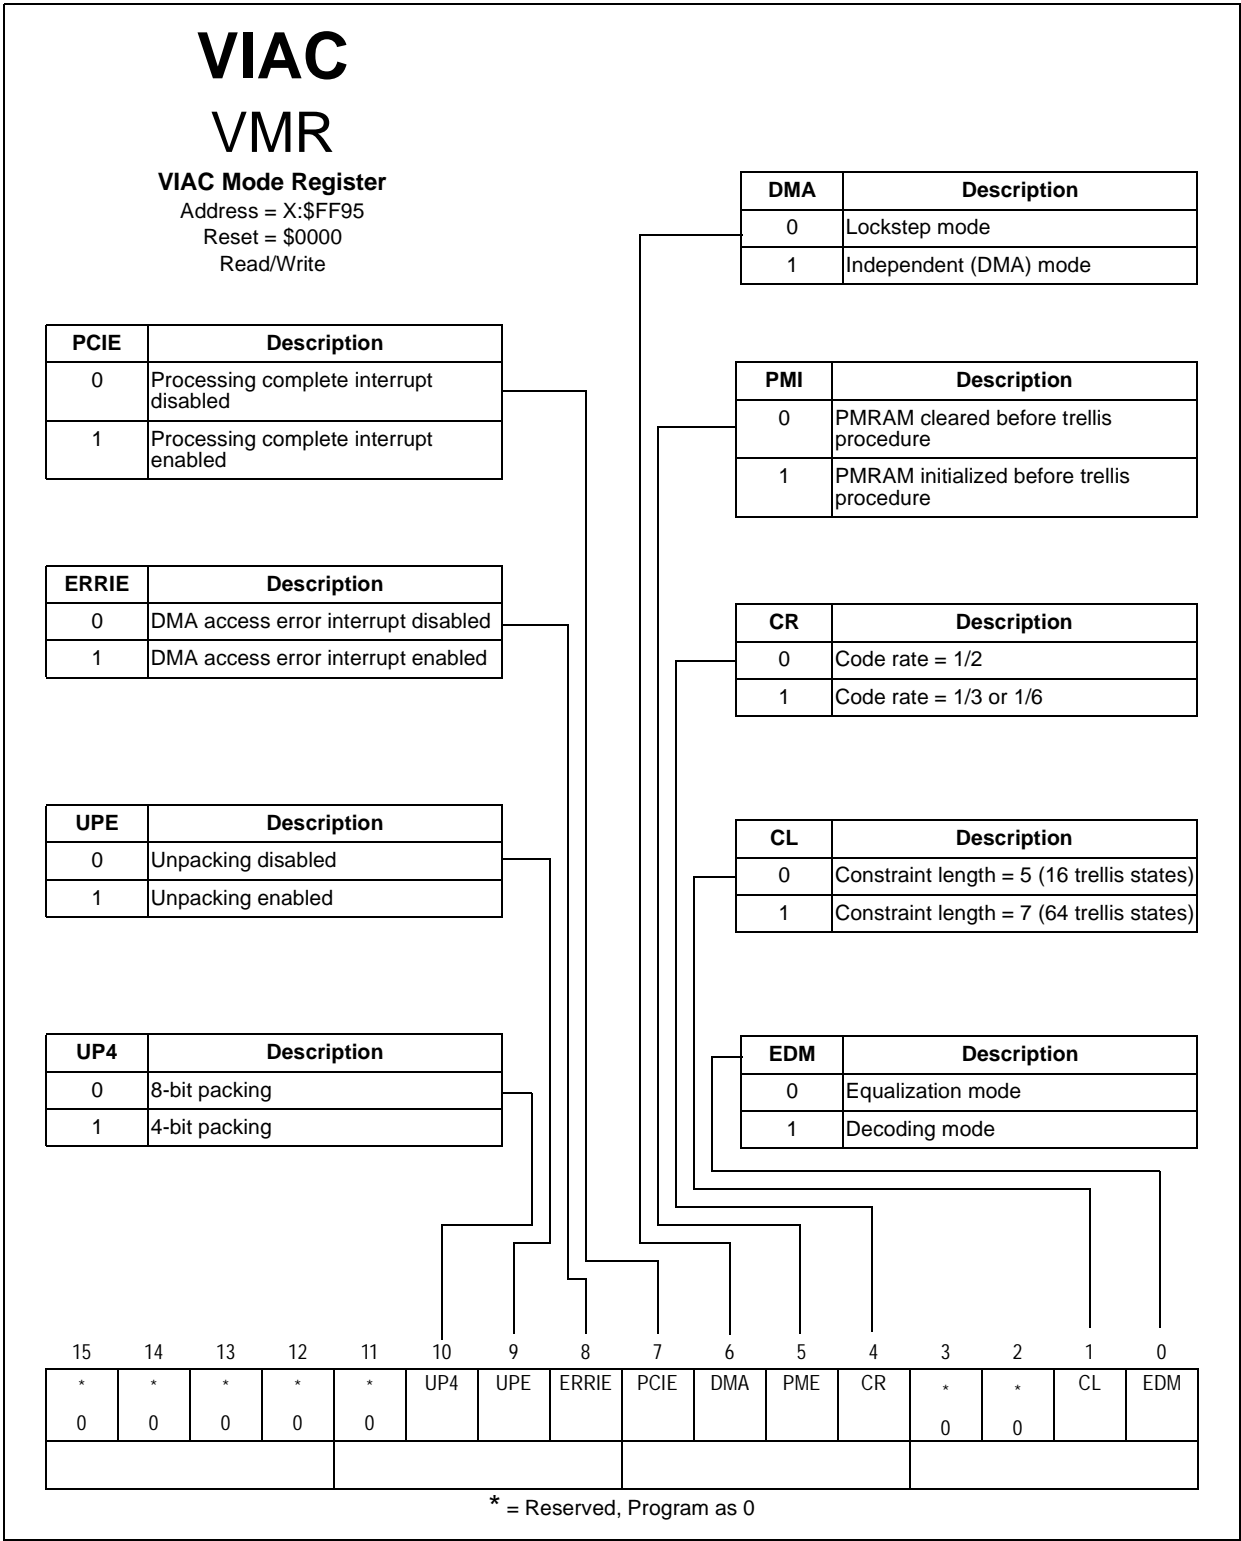 VIAC
VMR
VIAC Mode Register
Address = X:$FF95
Reset = $0000
Read/Write
PCIE Description
0 Processing complete interrupt
disabled
1 Processing complete interrupt
enabled
ERRIE Description
0 DMA access error interrupt disabled
1 DMA access error interrupt enabled
UPE Description
0 Unpacking disabled
1 Unpacking enabled
UP4 Description
0 8-bit packing
1 4-bit packing
DMA Description
0 Lockstep mode
1 Independent (DMA) mode
PMI Description
0 PMRAM cleared before trellis
procedure
1 PMRAM initialized before trellis
procedure
CR Description
0 Code rate = 1/2
1 Code rate = 1/3 or 1/6
CL Description
0 Constraint length = 5 (16 trellis states)
1 Constraint length = 7 (64 trellis states)
EDM Description
0 Equalization mode
1 Decoding mode
15 14 13 12 11 10 9 8 7 6 5 4 3 2 1 0
* * * * * UP4 UPE ERRIE PCIE DMA PME CR * * CL EDM
0 0 0 0 0 0 0
* = Reserved, Program as 0